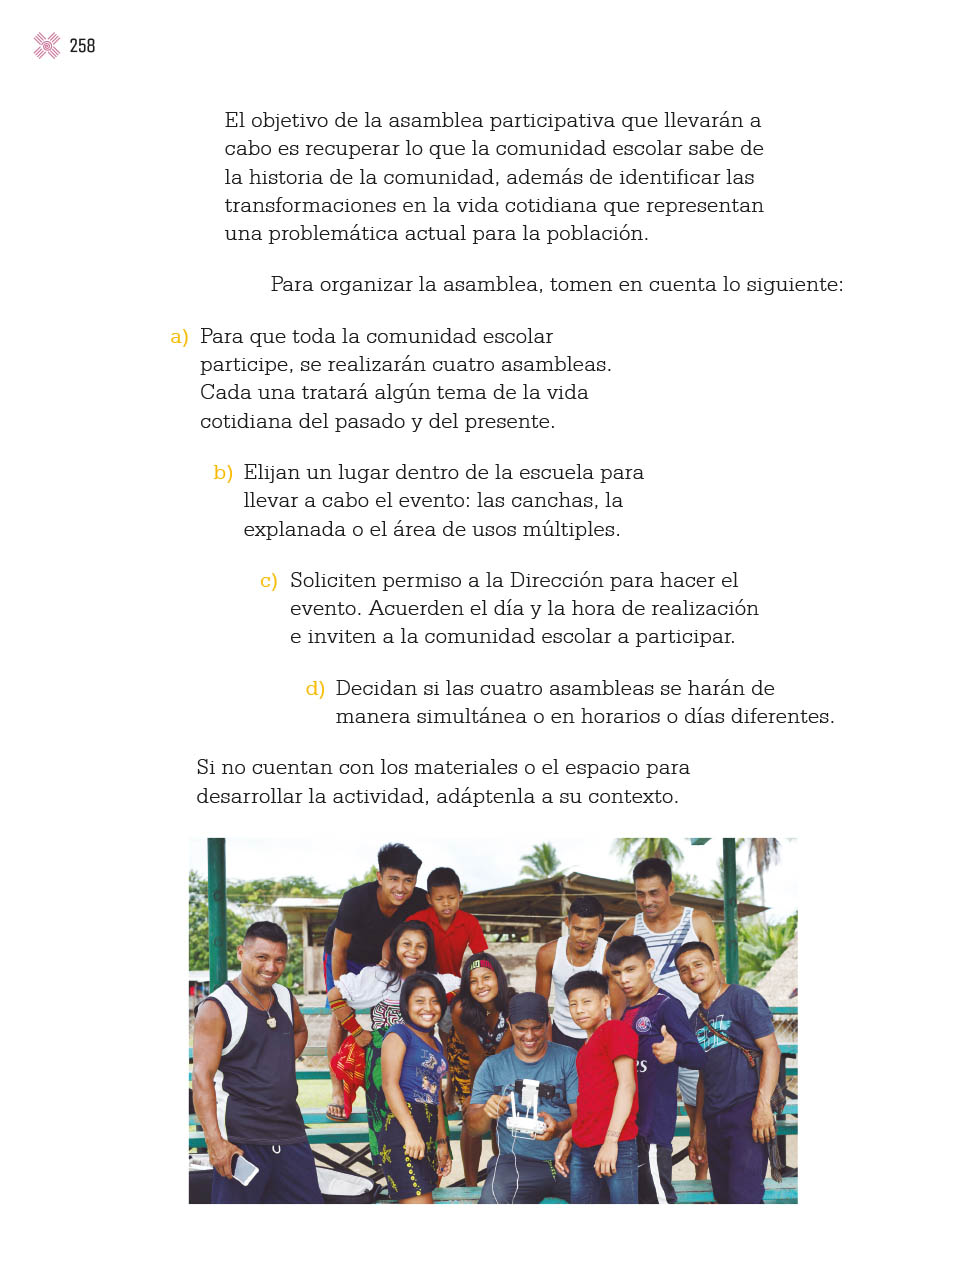 258
El objetivo de la asamblea participativa que llevarán a
cabo es recuperar lo que la comunidad escolar sabe de
la historia de la comunidad, además de identificar las
transformaciones en la vida cotidiana que representan
una problemática actual para la población.
Para organizar la asamblea, tomen en cuenta lo siguiente:
a) Para que toda la comunidad escolar
participe, se realizarán cuatro asambleas.
Cada una tratará algún tema de la vida
cotidiana del pasado y del presente.
b) Elijan un lugar dentro de la escuela para
llevar a cabo el evento: las canchas, la
explanada o el área de usos múltiples.
c) Soliciten permiso a la Dirección para hacer el
evento. Acuerden el día y la hora de realización
e inviten a la comunidad escolar a participar.
d) Decidan si las cuatro asambleas se harán de
manera simultánea o en horarios o días diferentes.
Si no cuentan con los materiales o el espacio para
desarrollar la actividad, adáptenla a su contexto.